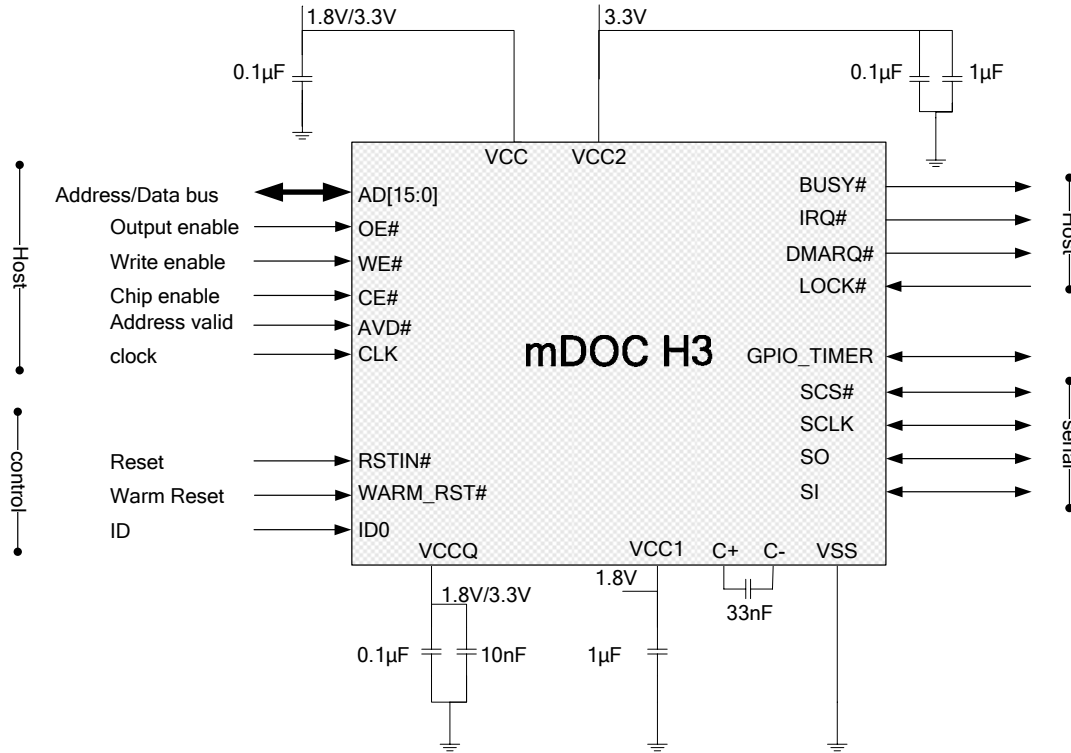 1.8V/3.3V
3.3V
0.1µF
0.1µF
1µF
VCC
VCC2
Host
Address/Data bus
Output enable
Write enable
Chip enable
Address valid
clock
AD[15:0]
OE#
WE#
CE#
AVD#
CLK
mDOC H3
BUSY#
IRQ#
DMARQ#
LOCK#
Host
GPIO_TIMER
SCS#
SCLK
SO
SI
serial
control
Reset
Warm Reset
ID
RSTIN#
WARM_RST#
ID0
VCCQ
VCC1
C+
C-
VSS
1.8V/3.3V
1.8V
33nF
0.1µF
10nF
1µF